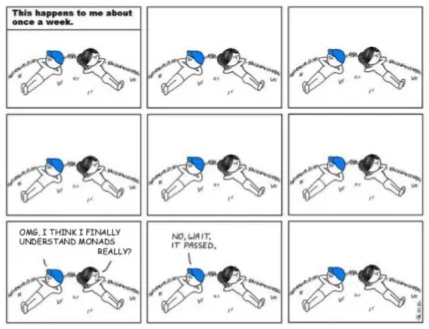 This happens to me about
once a week.
OMG, I THINK I FINALLY
UNDERSTAND MONADS
REALLY?
NO, WAIT,
IT PASSED.